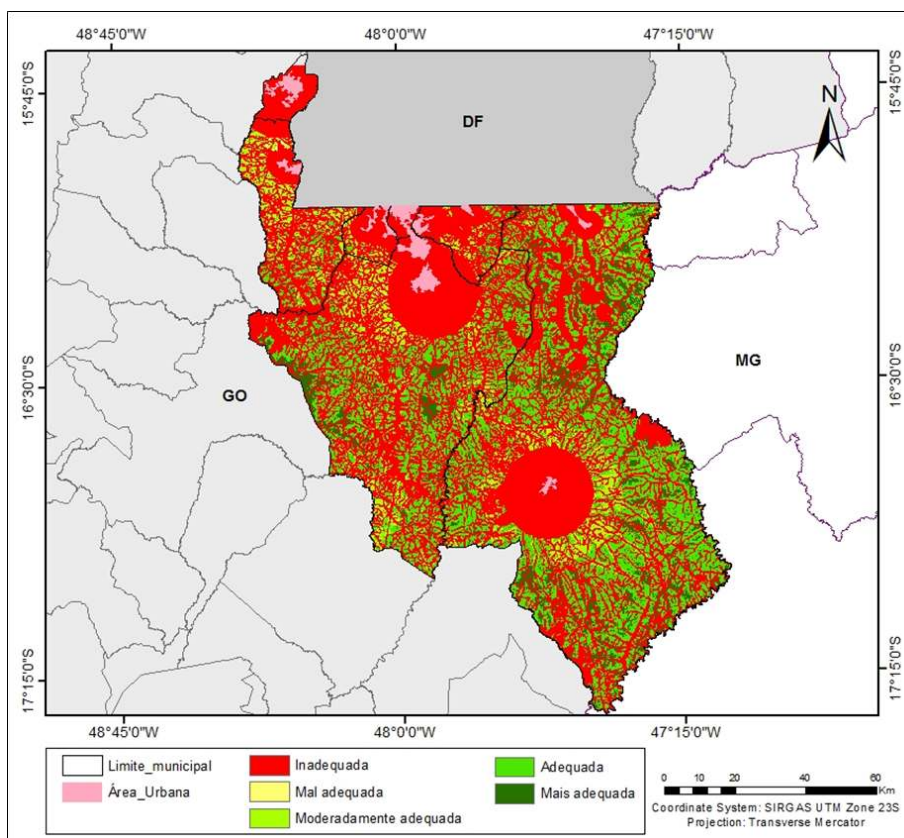 48°45'0"W 48°0'0"W 47°15'0"W
15°45'0"S 15°45'0"S
N
DF
MG
GO
16°30'0"S 16°30'0"S
17°15'0"S 17°15'0"S
48°45'0"W 48°0'0"W 47°15'0"W
Limite_municipal
Área_Urbana
Inadequada
Mal adequada
Moderadamente adequada
Adequada
Mais adequada
0 5 10 20 40 60
Km
Coordinate System: SIRGAS UTM Zone 23S
Projection: Transverse Mercator